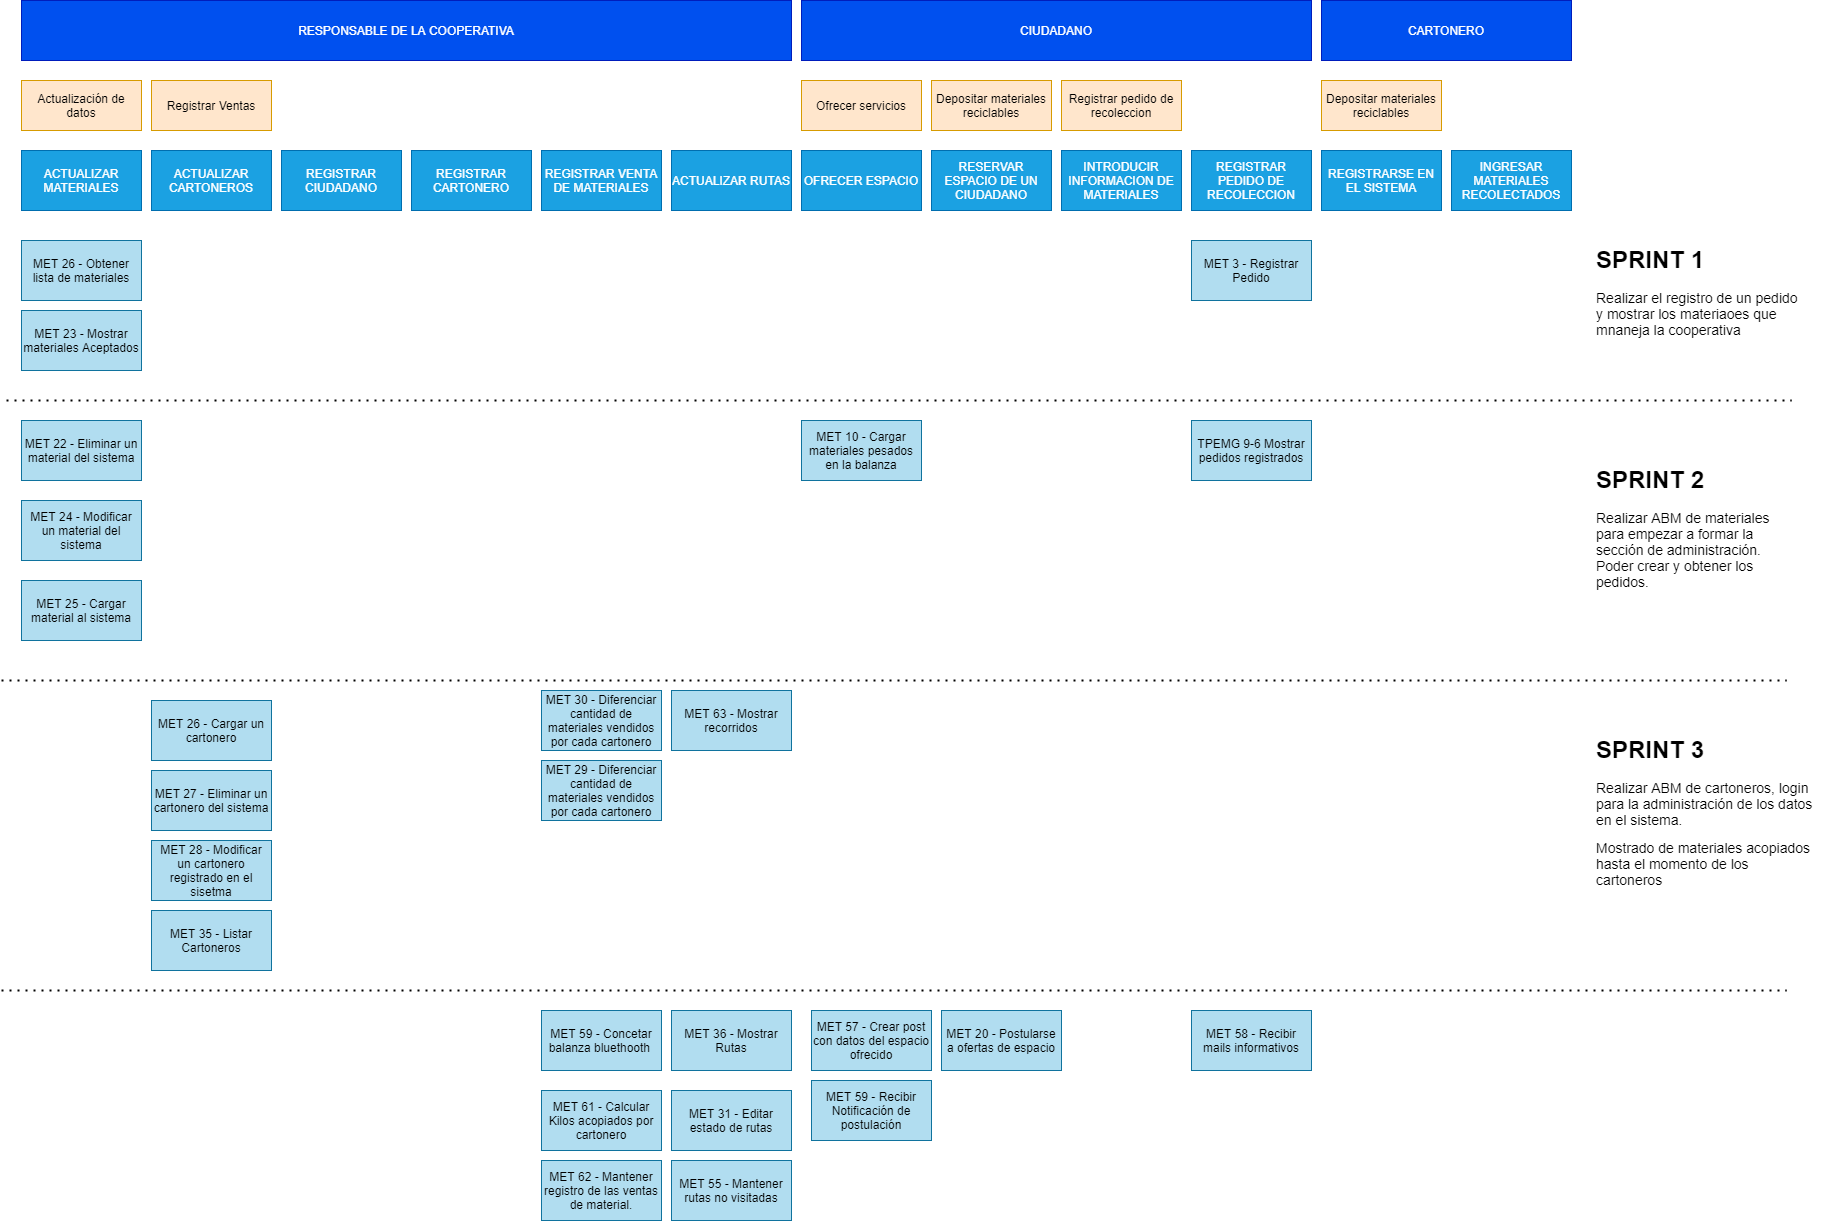 RESPONSABLE DE LA COOPERATIVA
CIUDADANO
CARTONERO
Actualización de
datos
Registrar Ventas
Ofrecer servicios
Depositar materiales
reciclables
Registrar pedido de
recoleccion
Depositar materiales
reciclables
ACTUALIZAR
MATERIALES
ACTUALIZAR
CARTONEROS
REGISTRAR
CIUDADANO
REGISTRAR
CARTONERO
REGISTRAR VENTA
DE MATERIALES
ACTUALIZAR RUTAS
OFRECER ESPACIO
RESERVAR
ESPACIO DE UN
CIUDADANO
INTRODUCIR
INFORMACION DE
MATERIALES
REGISTRAR
PEDIDO DE
RECOLECCION
REGISTRARSE EN
EL SISTEMA
INGRESAR
MATERIALES
RECOLECTADOS
MET 26 - Obtener
lista de materiales
MET 23 - Mostrar
materiales Aceptados
MET 3 - Registrar
Pedido
SPRINT 1
Realizar el registro de un pedido
y mostrar los materiaoes que
mnaneja la cooperativa
MET 22 - Eliminar un
material del sistema
MET 24 - Modificar
un material del
sistema
MET 25 - Cargar
material al sistema
MET 10 - Cargar
materiales pesados
en la balanza
TPEMG 9-6 Mostrar
pedidos registrados
SPRINT 2
Realizar ABM de materiales
para empezar a formar la
sección de administración.
Poder crear y obtener los
pedidos.
MET 26 - Cargar un
cartonero
MET 27 - Eliminar un
cartonero del sistema
MET 28 - Modificar
un cartonero
registrado en el
sisetma
MET 35 - Listar
Cartoneros
MET 30 - Diferenciar
cantidad de
materiales vendidos
por cada cartonero
MET 29 - Diferenciar
cantidad de
materiales vendidos
por cada cartonero
MET 63 - Mostrar
recorridos
SPRINT 3
Realizar ABM de cartoneros, login
para la administración de los datos
en el sistema.
Mostrado de materiales acopiados
hasta el momento de los
cartoneros
MET 59 - Concetar
balanza bluethooth
MET 61 - Calcular
Kilos acopiados por
cartonero
MET 62 - Mantener
registro de las ventas
de material.
MET 36 - Mostrar
Rutas
MET 31 - Editar
estado de rutas
MET 55 - Mantener
rutas no visitadas
MET 57 - Crear post
con datos del espacio
ofrecido
MET 59 - Recibir
Notificación de
postulación
MET 20 - Postularse
a ofertas de espacio
MET 58 - Recibir
mails informativos